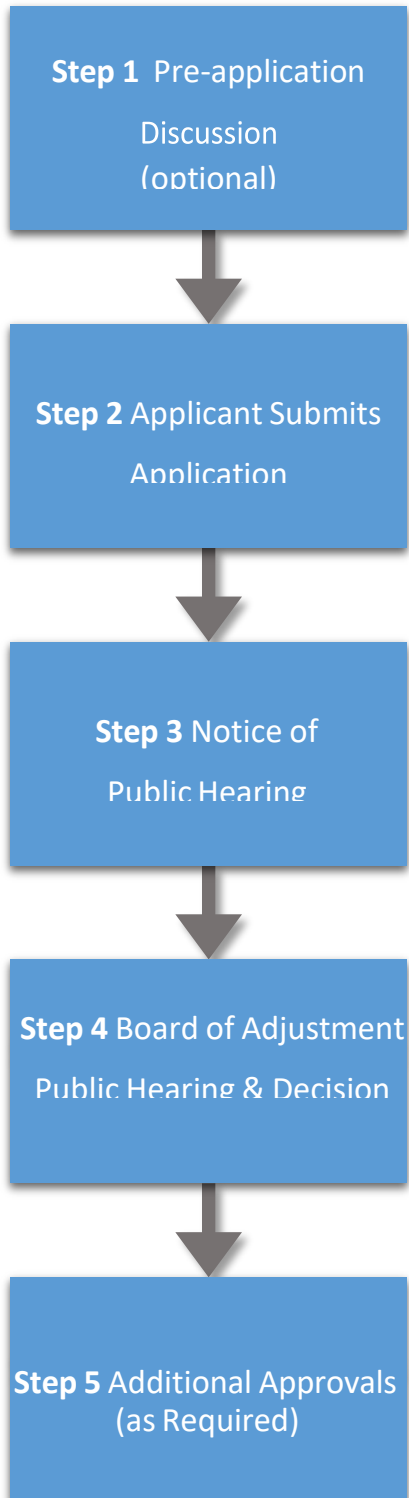 Step 1 Pre-application
Discussion
(optional)
Step 2 Applicant Submits
Application
Step 3 Notice of
Public Hearing
Step 4 Board of Adjustment
Public Hearing & Decision
Step 5 Additional Approvals
(as Required)